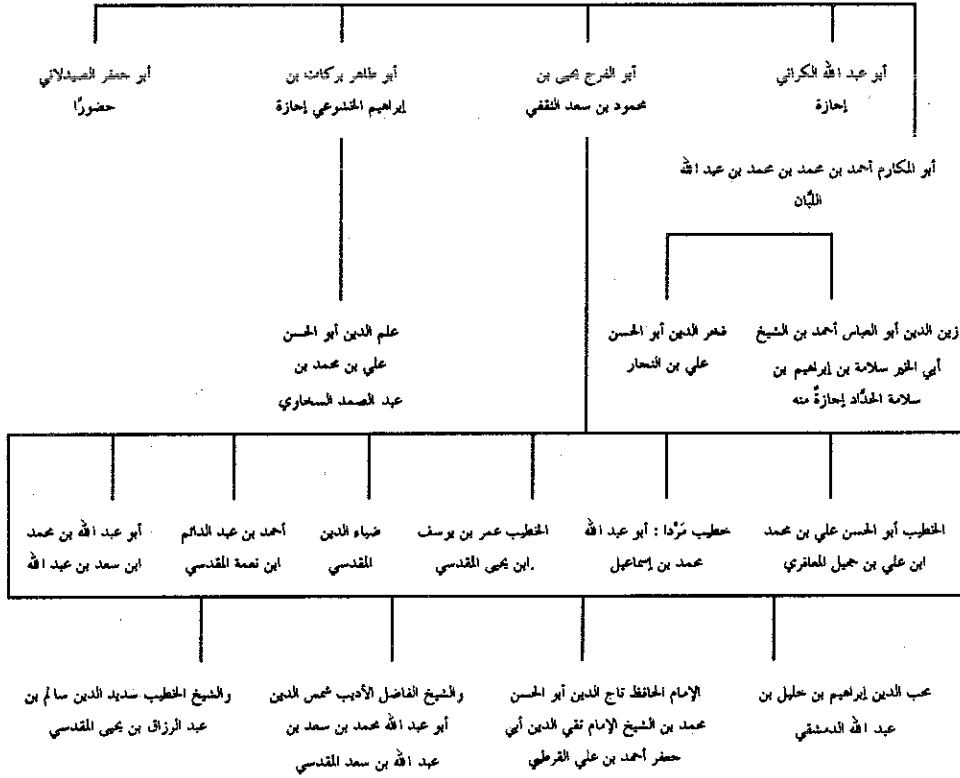 أبو عبد الله الكراني
إجازة
أبو الفرج يحيى بن
محمود بن سعد الثقفي
أبو طاهر بركات بن
إبراهيم الخشوعي إجازة
أبو جعفر الصيدلاني
حضورًا
أبو المكارم أحمد بن محمد بن محمد بن عبد الله
اللَّبَّان
زين الدين أبو العباس أحمد بن الشيخ
أبي الخير سلامة بن إبراهيم بن
سلامة الحدَّاد إجازةً منه
فخر الدين أبو الحسن
علي بن النجار
علم الدين أبو الحسن
علي بن محمد بن
عبد الصمد السخاوي
الخطيب أبو الحسن علي بن محمد
ابن علي بن جميل المعافري
خطيب مَرْدا : أبو عبد الله
محمد بن إسماعيل
الخطيب عمر بن يوسف
ابن يحيى المقدسي
ضياء الدين
المقدسي
أحمد بن عبد الدائم
ابن نعمة المقدسي
أبو عبد الله بن محمد
ابن سعد بن عبد الله
محب الدين إبراهيم بن خليل بن
عبد الله الدمشقي
الإمام الحافظ تاج الدين أبو الحسن
محمد بن الشيخ الإمام تقي الدين أبي
جعفر أحمد بن علي القرطبي
والشيخ الفاضل الأديب شمس الدين
أبو عبد الله محمد بن سعد بن
عبد الله بن سعد المقدسي
والشيخ الخطيب سديد الدين سالم بن
عبد الرزاق بن يحيى المقدسي